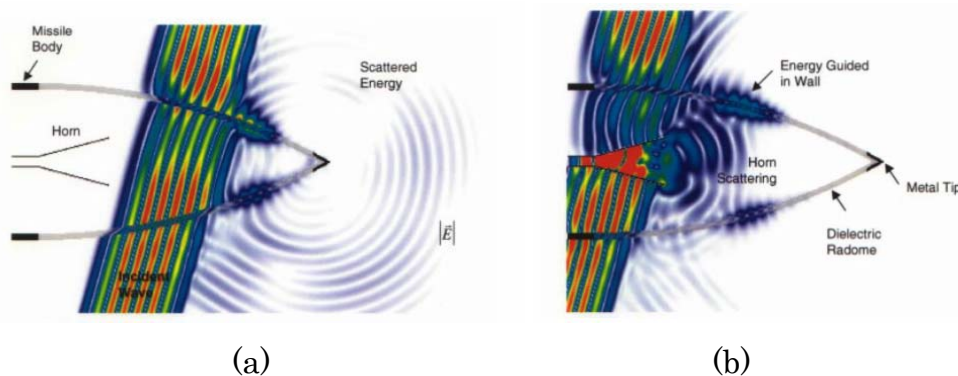 Missile
Body
Horn
Scattered
Energy
|E⃗|
Incident
Wave
(a)
Energy Guided
in Wall
Horn
Scattering
Metal Tip
Dielectric
Radome
(b)